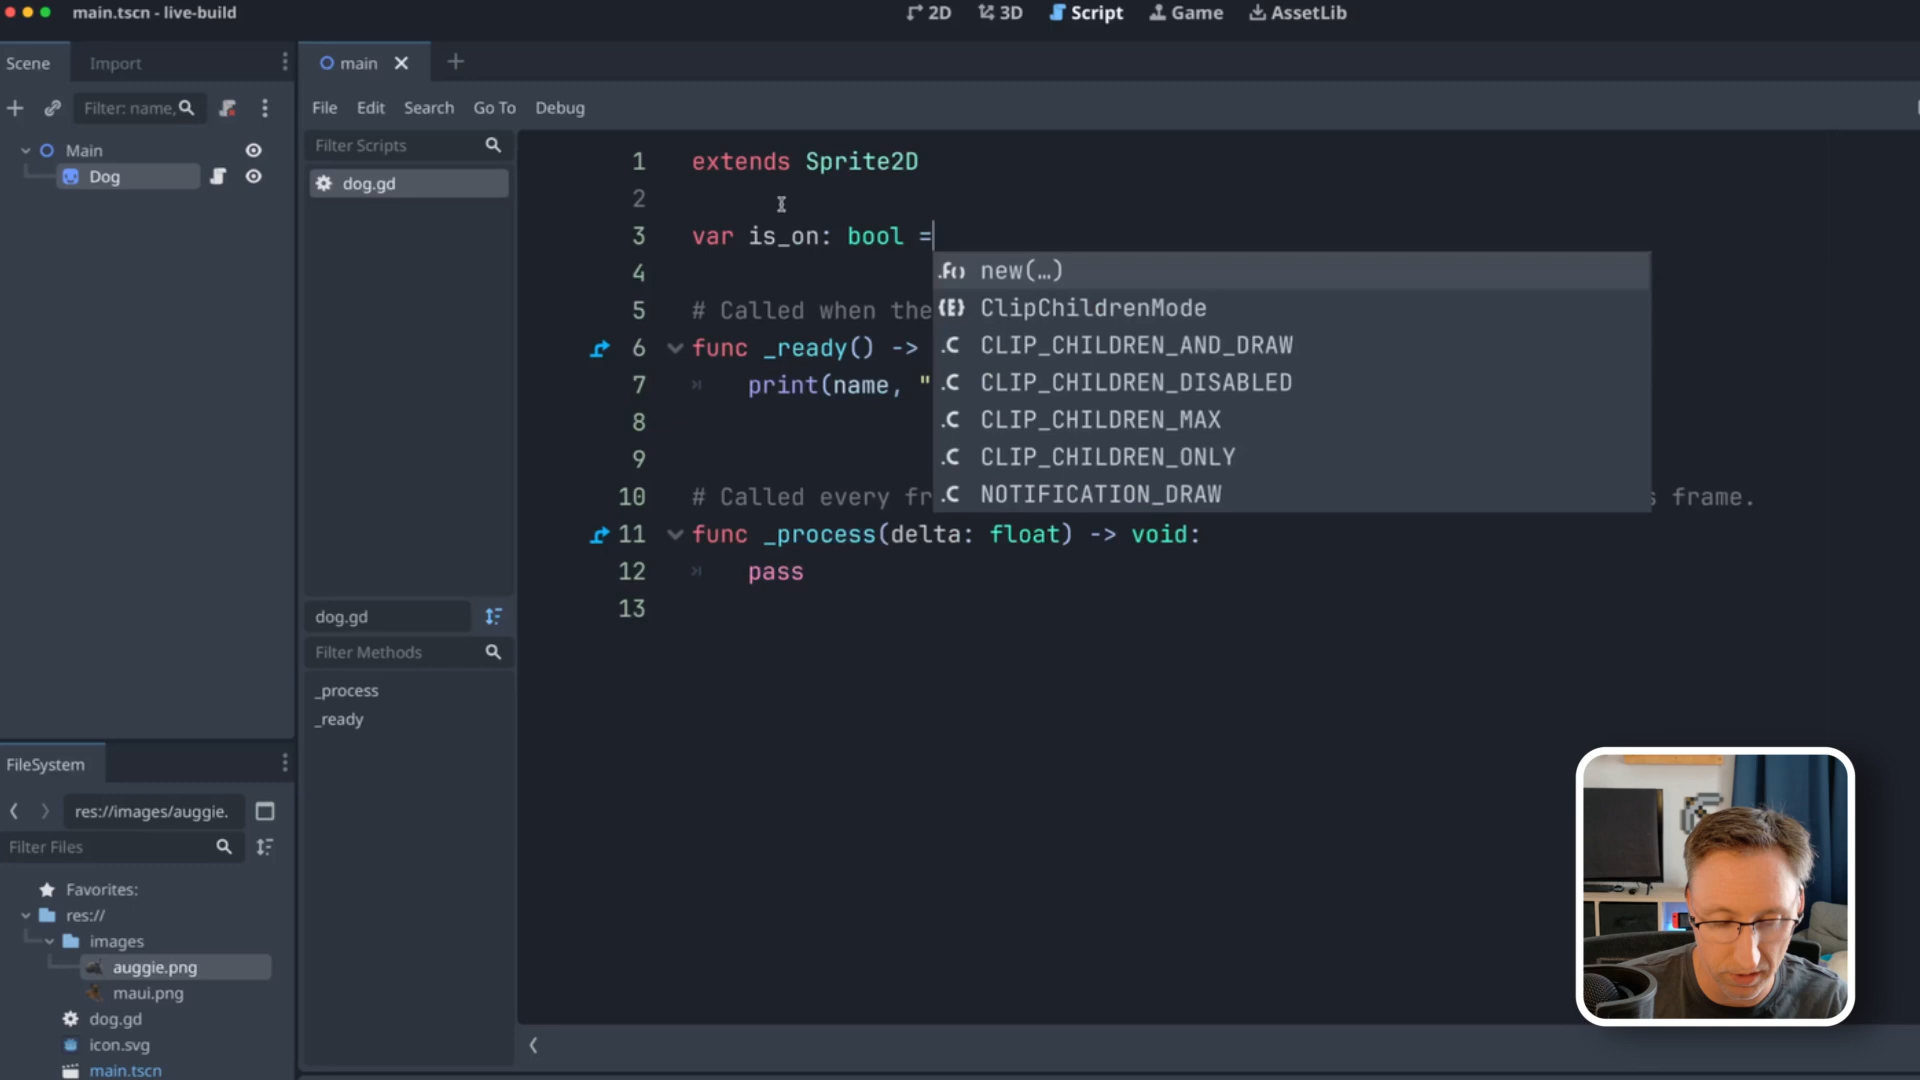 main.tscn - live-build
2D
3D
Script
Game
AssetLib
Scene
Import
main
Filter: name,
File
Edit
Search
Go To
Debug
Filter Scripts
Main
Dog
dog.gd
1 extends Sprite2D
2
3 var is_on: bool =
4
5 # Called when the
6 func _ready() ->
7 print(name, "
8
9
10 # Called every fr s frame.
11 func _process(delta: float) -> void:
12 pass
13
.F() new(…)
{E} ClipChildrenMode
.C CLIP_CHILDREN_AND_DRAW
.C CLIP_CHILDREN_DISABLED
.C CLIP_CHILDREN_MAX
.C CLIP_CHILDREN_ONLY
.C NOTIFICATION_DRAW
dog.gd
Filter Methods
_process
_ready
FileSystem
res://images/auggie.
Filter Files
Favorites:
res://
images
auggie.png
maui.png
dog.gd
icon.svg
main.tscn